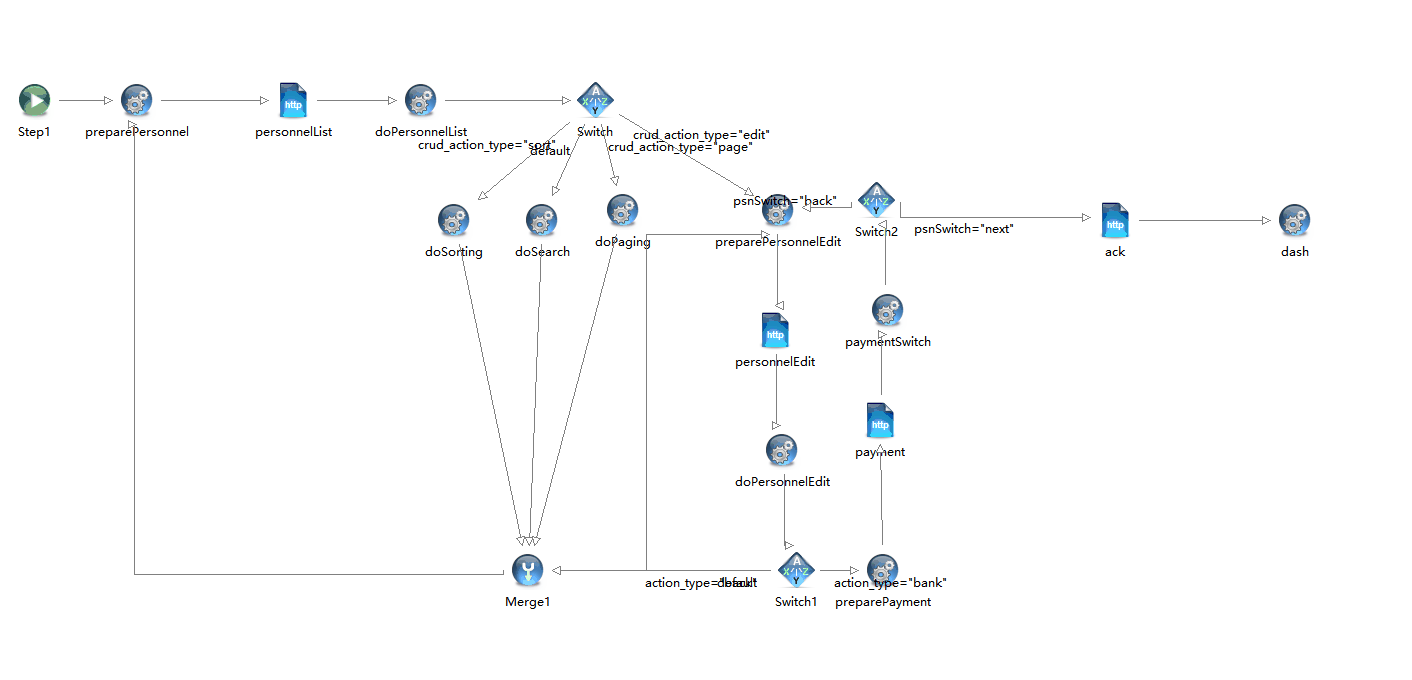 http
Step1
preparePersonnel
personnelList
doPersonnelList
Switch
crud_action_type="edit"
crud_action_type="sort"
default
crud_action_type="page"
psnSwitch="back"
doSorting
doSearch
doPaging
preparePersonnelEdit
Switch2
psnSwitch="next"
http
ack
dash
http
personnelEdit
paymentSwitch
http
payment
doPersonnelEdit
action_type="back"
default
action_type="bank"
Merge1
Switch1
preparePayment